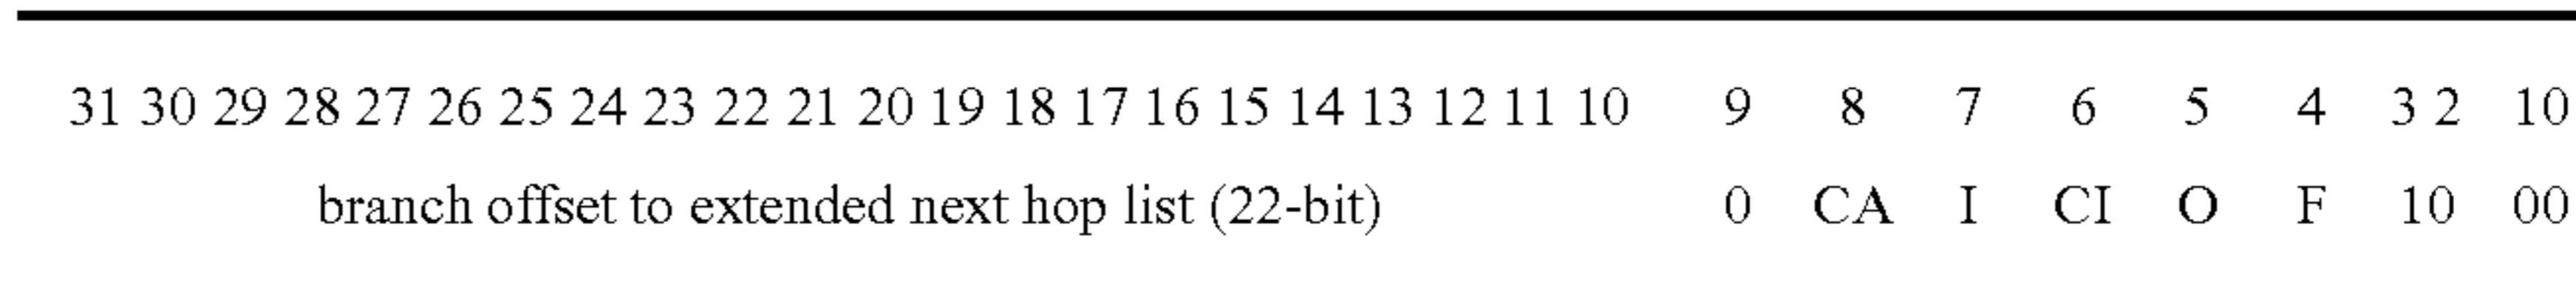 31 30 29 28 27 26 25 24 23 22 21 20 19 18 17 16 15 14 13 12 11 10 9 8 7 6 5 4 3 2 10
branch offset to extended next hop list (22-bit) 0 CA I CI O F 10 00